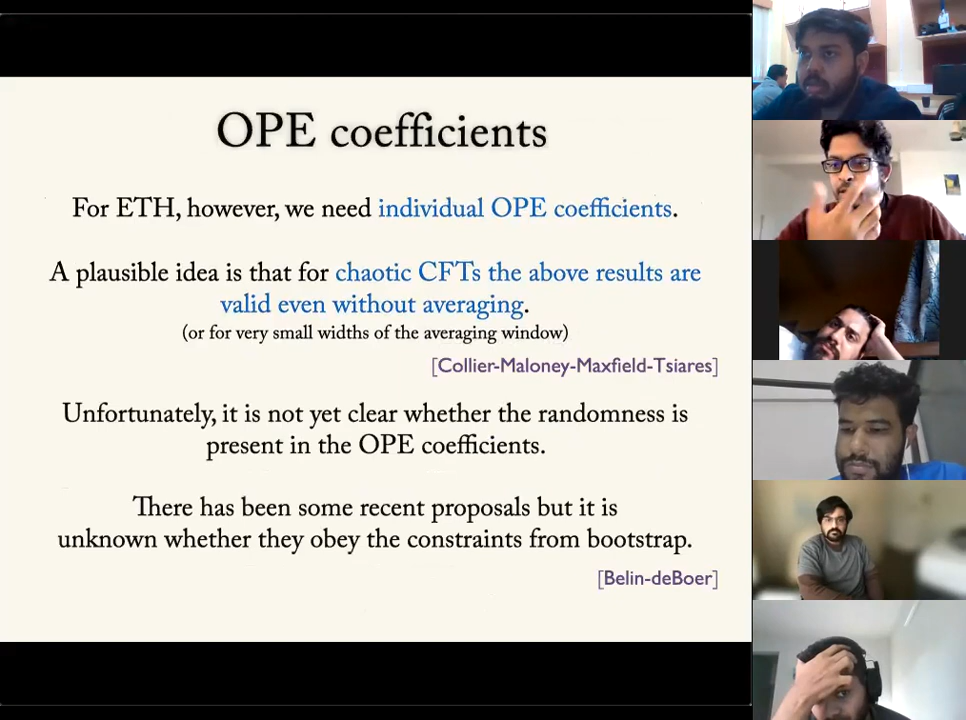 OPE coefficients
For ETH, however, we need individual OPE coefficients.
A plausible idea is that for chaotic CFTs the above results are
valid even without averaging.
(or for very small widths of the averaging window)
[Collier-Maloney-Maxfield-Tsiares]
Unfortunately, it is not yet clear whether the randomness is
present in the OPE coefficients.
There has been some recent proposals but it is
unknown whether they obey the constraints from bootstrap.
[Belin-deBoer]